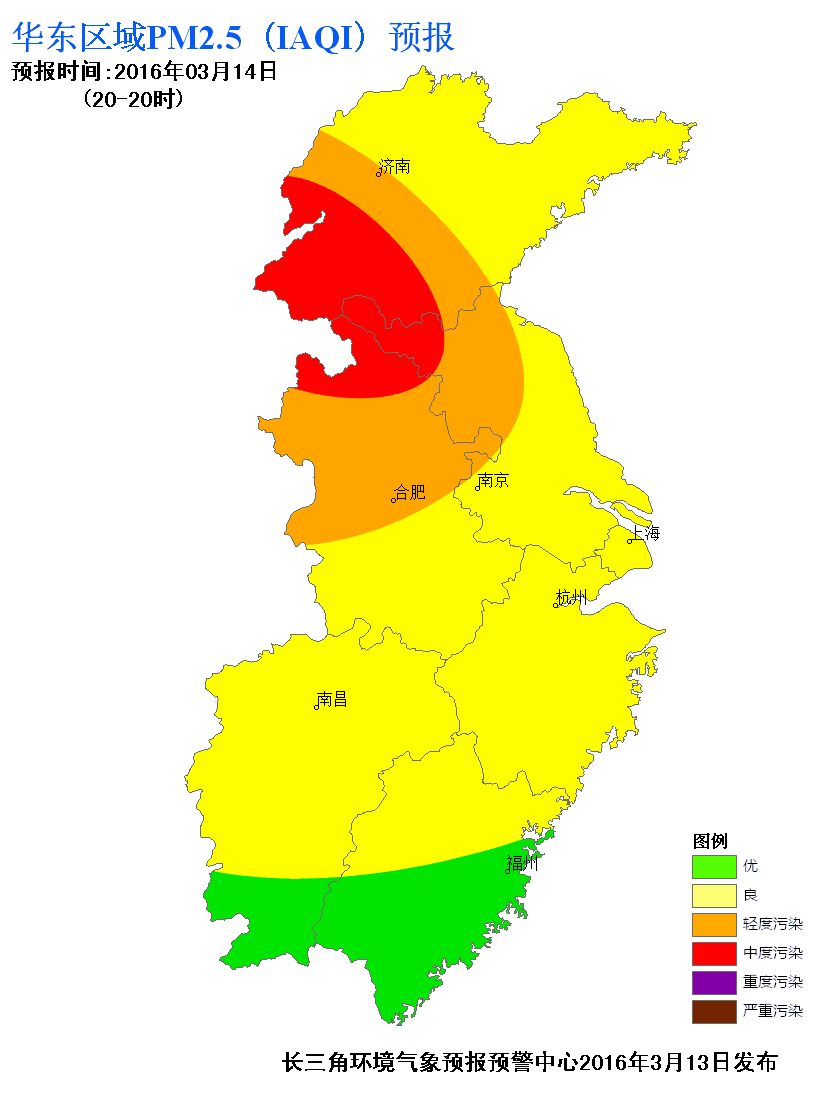 华东区域PM2.5（IAQI）预报
预报时间:2016年03月14日
(20-20时)
济南
南京
合肥
上海
杭州
南昌
福州
图例
优
良
轻度污染
中度污染
重度污染
严重污染
长三角环境气象预报预警中心2016年3月13日发布